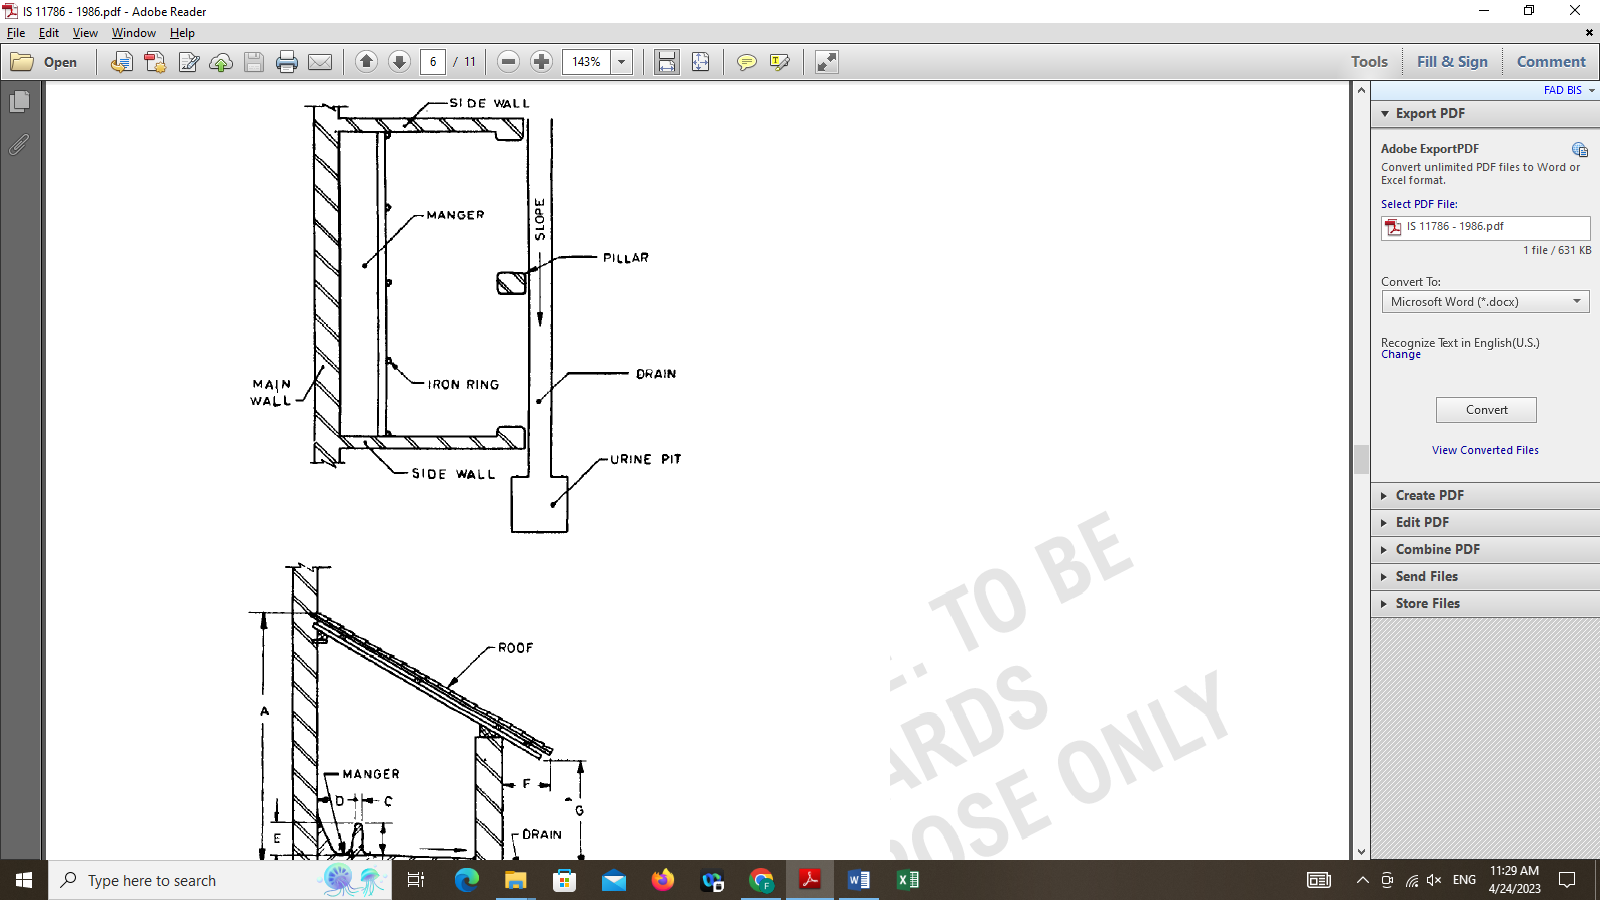 IS 11786 - 1986.pdf - Adobe Reader
File Edit View Window Help
Open 6 / 11 143% Tools Fill & Sign Comment
FAD BIS
Export PDF
Adobe ExportPDF
Convert unlimited PDF files to Word or
Excel format.
Select PDF File:
IS 11786 - 1986.pdf
1 file / 631 KB
Convert To:
Microsoft Word (*.docx)
Recognize Text in English(U.S.)
Change
Convert
View Converted Files
Create PDF
Edit PDF
Combine PDF
Send Files
Store Files
SIDE WALL
MANGER
SLOPE
PILLAR
DRAIN
IRON RING
MAIN
WALL
URINE PIT
SIDE WALL
ROOF
A
MANGER
D C
F
G
E
DRAIN
. TO BE
ARDS
OSE ONLY
Type here to search
ENG
11:29 AM
4/24/2023